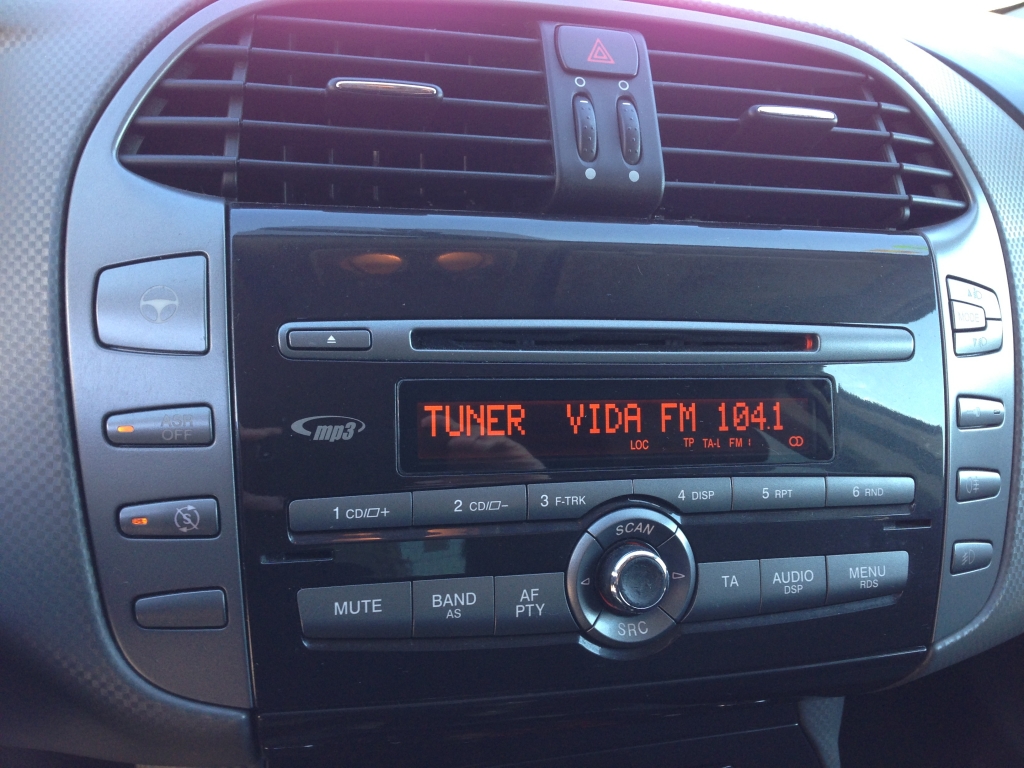 ASR
OFF
mp3
TUNER VIDA FM 104.1
LOC TP TA-L FM
1 CD/▱+ 2 CD/▱− 3 F-TRK 4 DISP 5 RPT 6 RND
SCAN
MUTE
BAND
AS
AF
PTY
SRC
TA
AUDIO
DSP
MENU
RDS
MODE